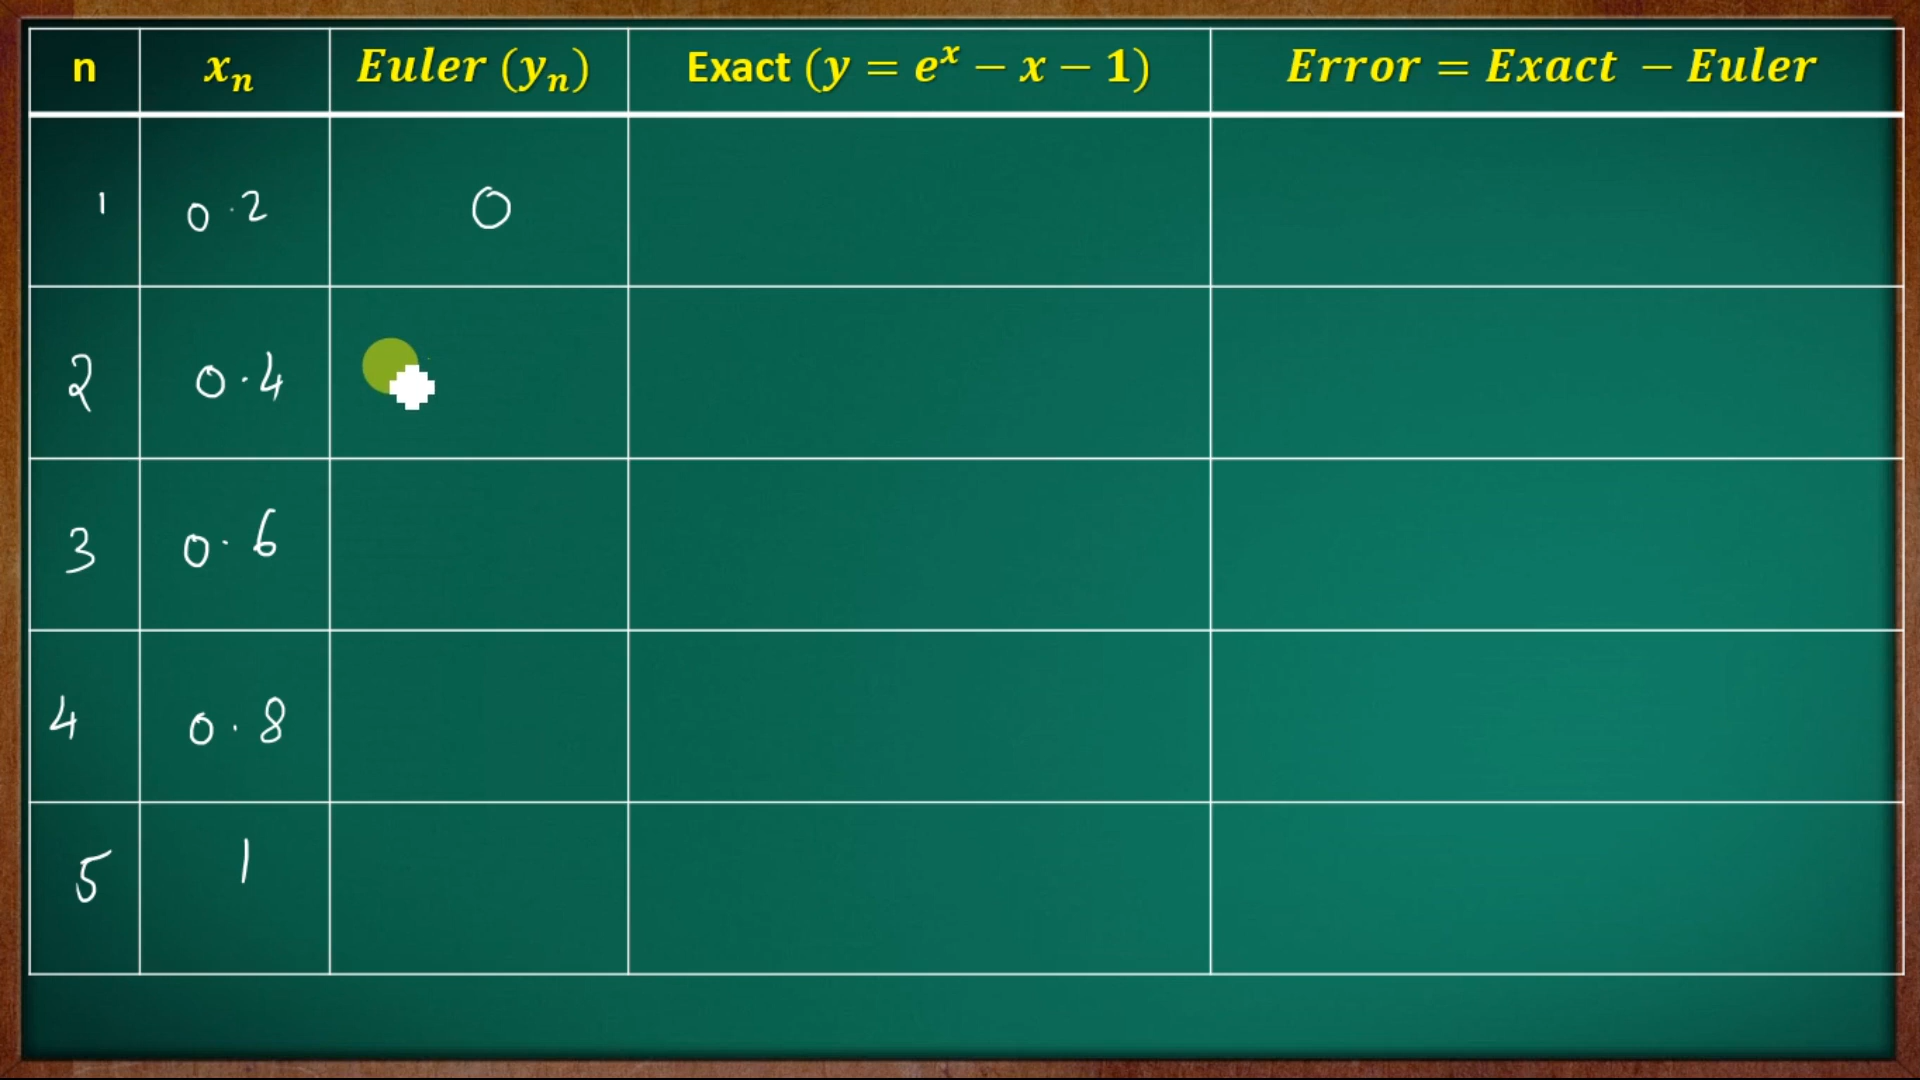 n xₙ Euler (yₙ) Exact (y = eˣ − x − 1) Error = Exact − Euler
1 0.2 0
2 0.4
3 0.6
4 0.8
5 1